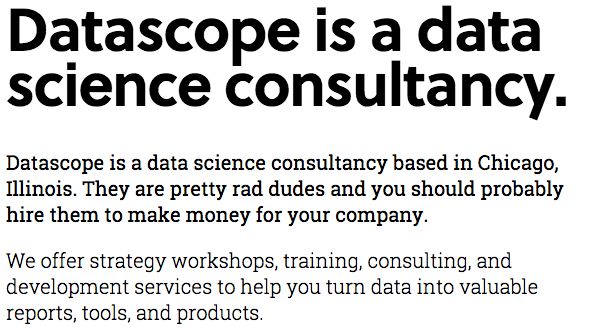 Datascope is a data
science consultancy.
Datascope is a data science consultancy based in Chicago,
Illinois. They are pretty rad dudes and you should probably
hire them to make money for your company.
We offer strategy workshops, training, consulting, and
development services to help you turn data into valuable
reports, tools, and products.